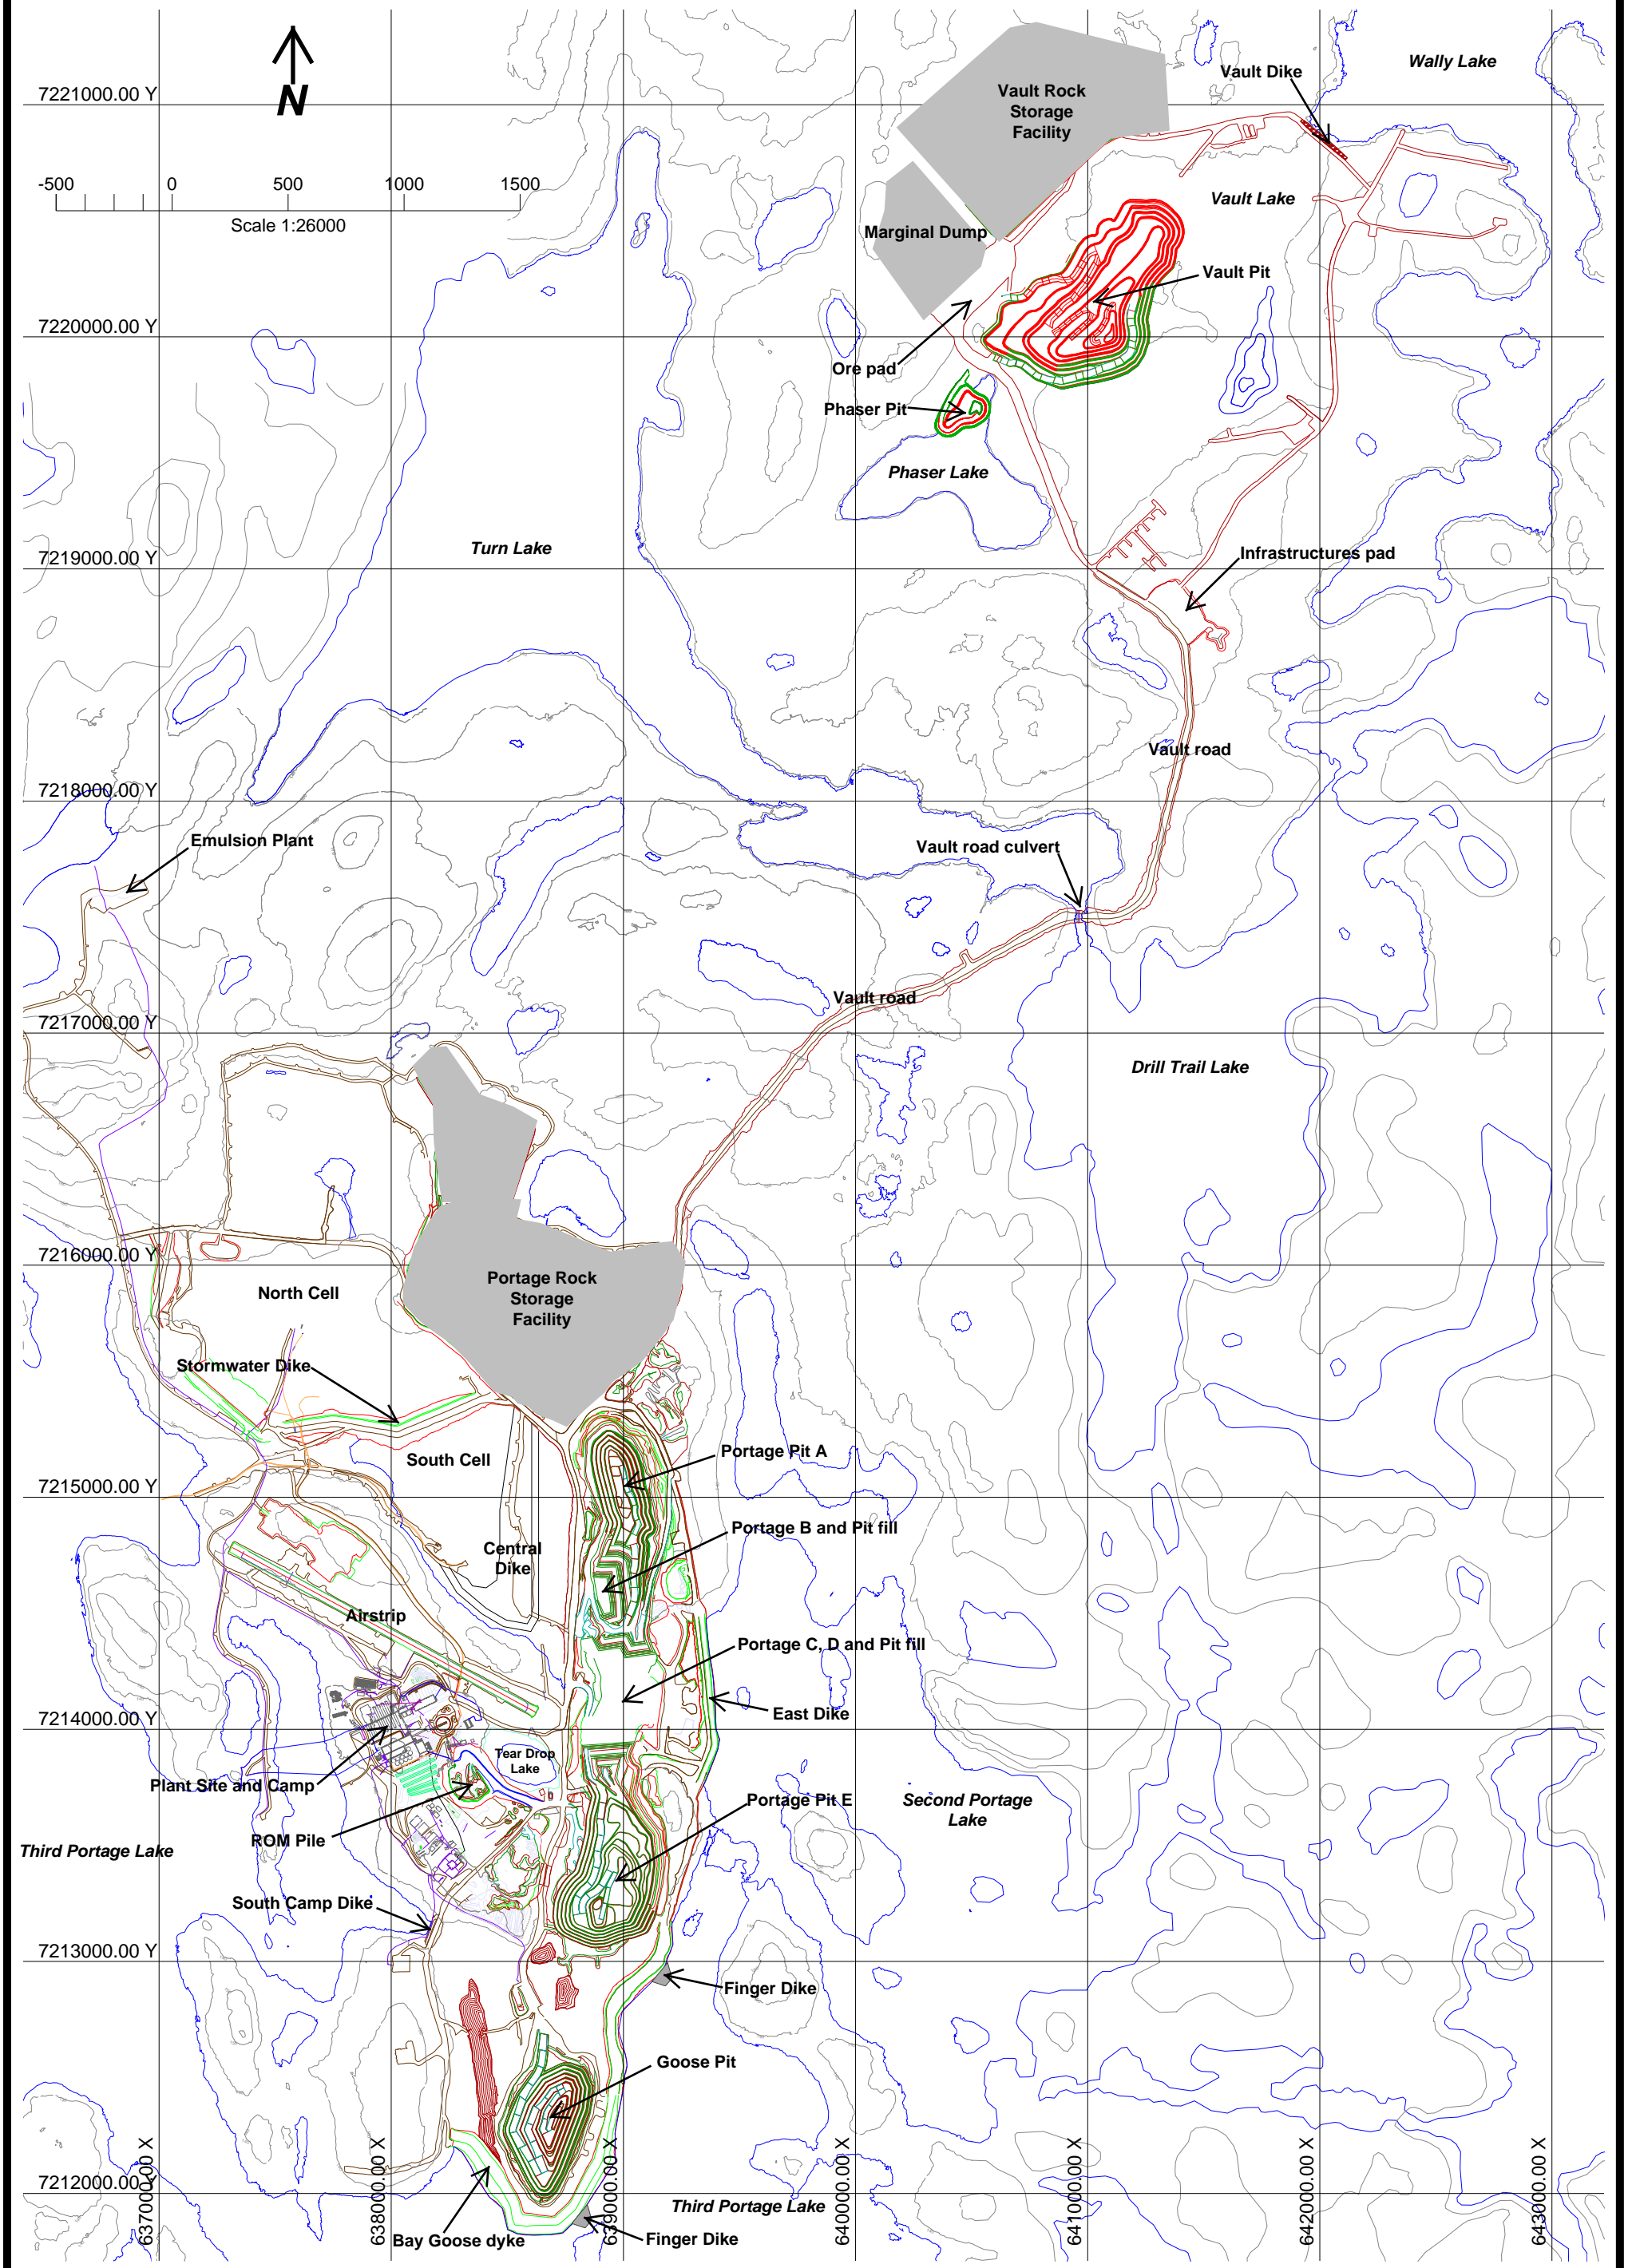 N
Vault Rock
Storage
Facility
Vault Dike
Wally Lake
7221000.00 Y
-500 0 500 1000 1500
Scale 1:26000
Vault Lake
Marginal Dump
Vault Pit
7220000.00 Y
Ore pad
Phaser Pit
Phaser Lake
Turn Lake
Infrastructures pad
7219000.00 Y
Vault road
7218000.00 Y
Emulsion Plant
Vault road culvert
Vault road
7217000.00 Y
Drill Trail Lake
7216000.00 Y
North Cell
Portage Rock
Storage
Facility
Stormwater Dike
South Cell
Portage Pit A
7215000.00 Y
Portage B and Pit fill
Central
Dike
Airstrip
Portage C, D and Pit fill
East Dike
7214000.00 Y
Tear Drop
Lake
Plant Site and Camp
Portage Pit E
Second Portage
Lake
ROM Pile
Third Portage Lake
South Camp Dike
7213000.00 Y
Finger Dike
Goose Pit
7212000.00 Y
637000.00 X
638000.00 X
639000.00 X
640000.00 X
641000.00 X
642000.00 X
643000.00 X
Third Portage Lake
Bay Goose dyke
Finger Dike